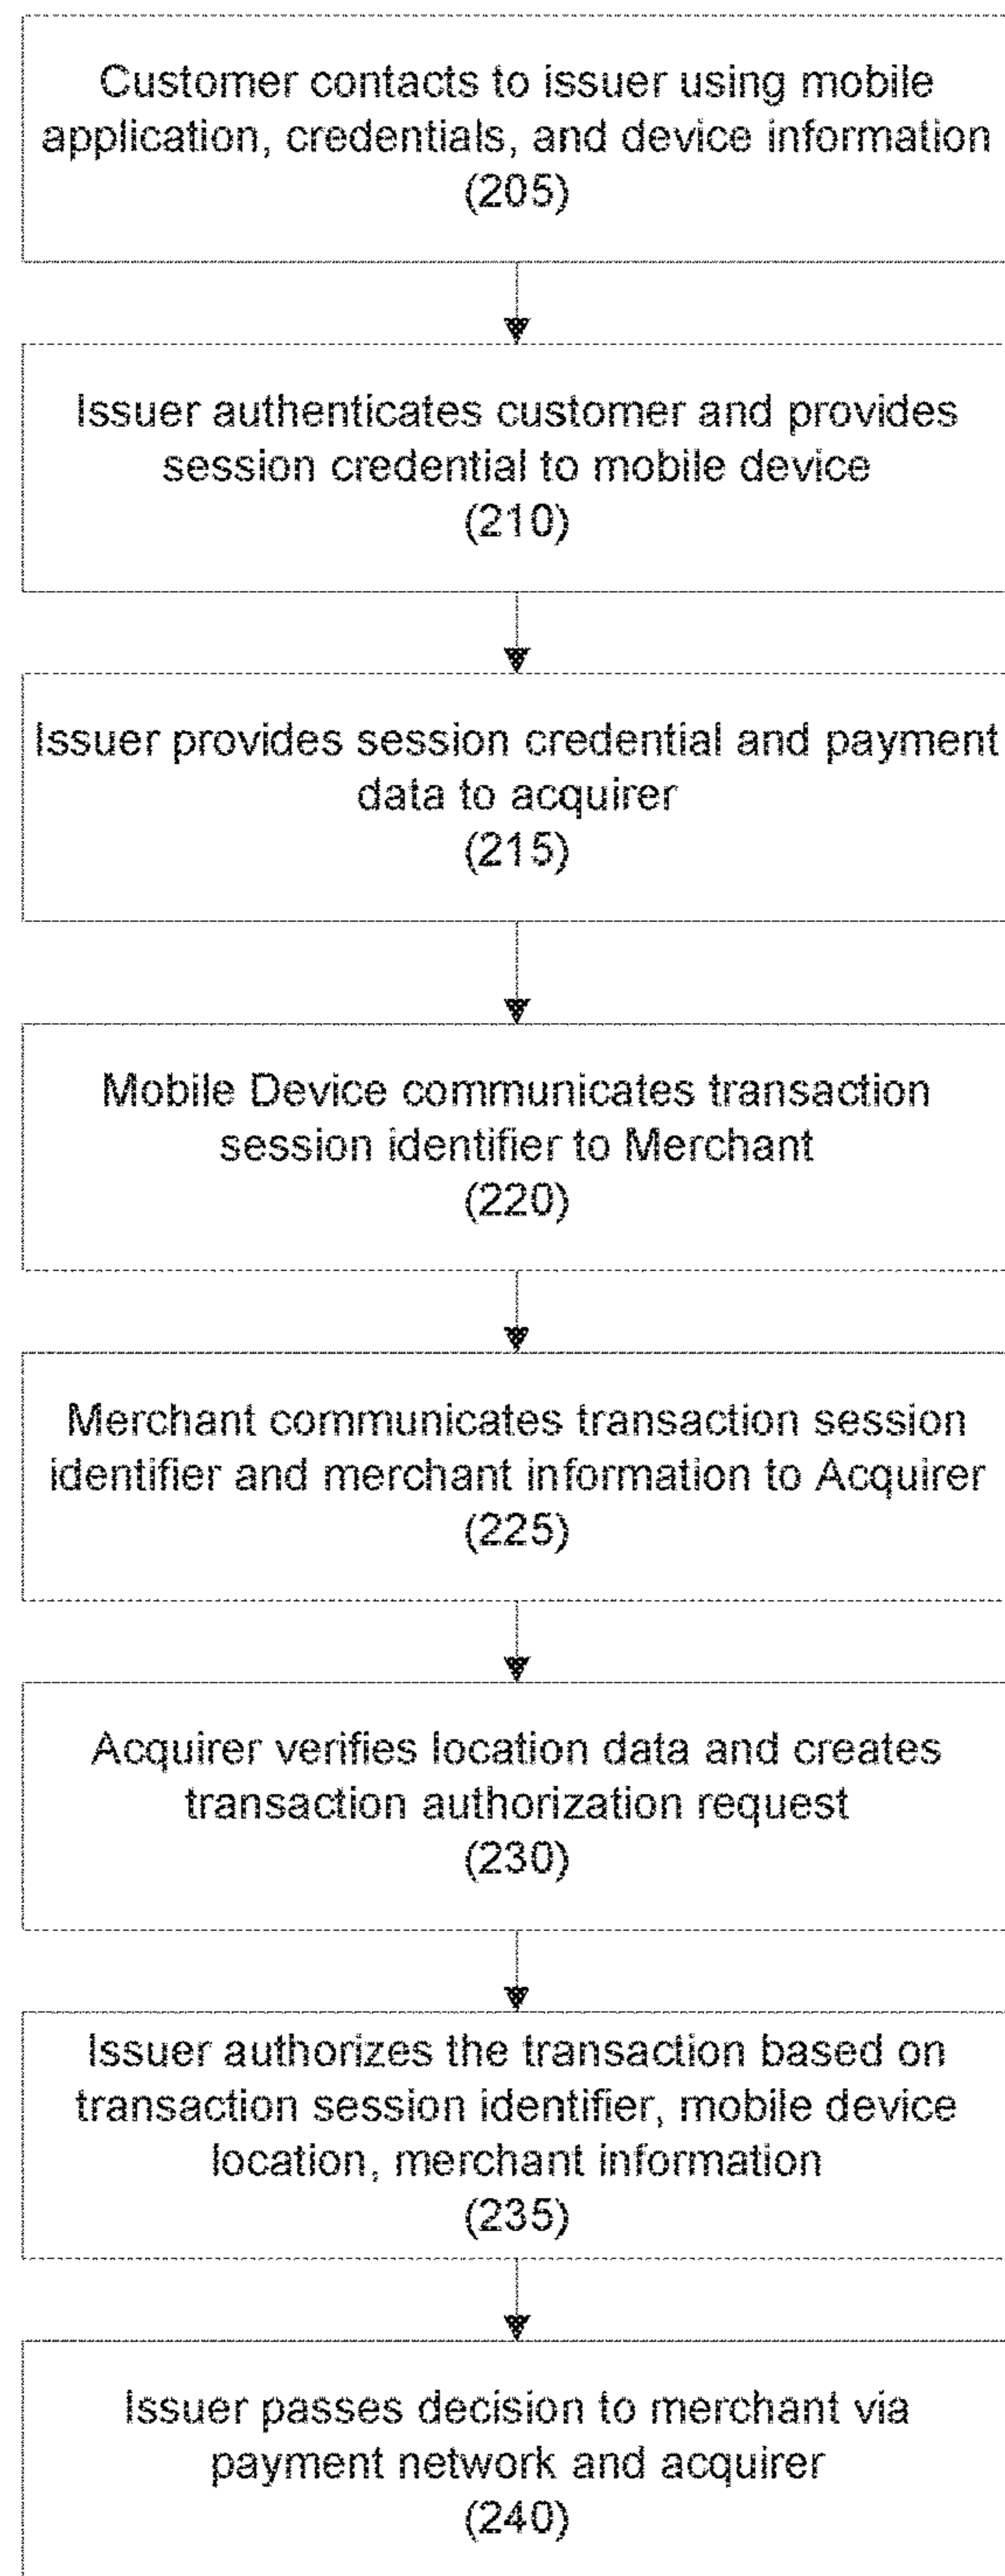 Customer contacts to issuer using mobile
application, credentials, and device information
(205)
Issuer authenticates customer and provides
session credential to mobile device
(210)
Issuer provides session credential and payment
data to acquirer
(215)
Mobile Device communicates transaction
session identifier to Merchant
(220)
Merchant communicates transaction session
identifier and merchant information to Acquirer
(225)
Acquirer verifies location data and creates
transaction authorization request
(230)
Issuer authorizes the transaction based on
transaction session identifier, mobile device
location, merchant information
(235)
Issuer passes decision to merchant via
payment network and acquirer
(240)